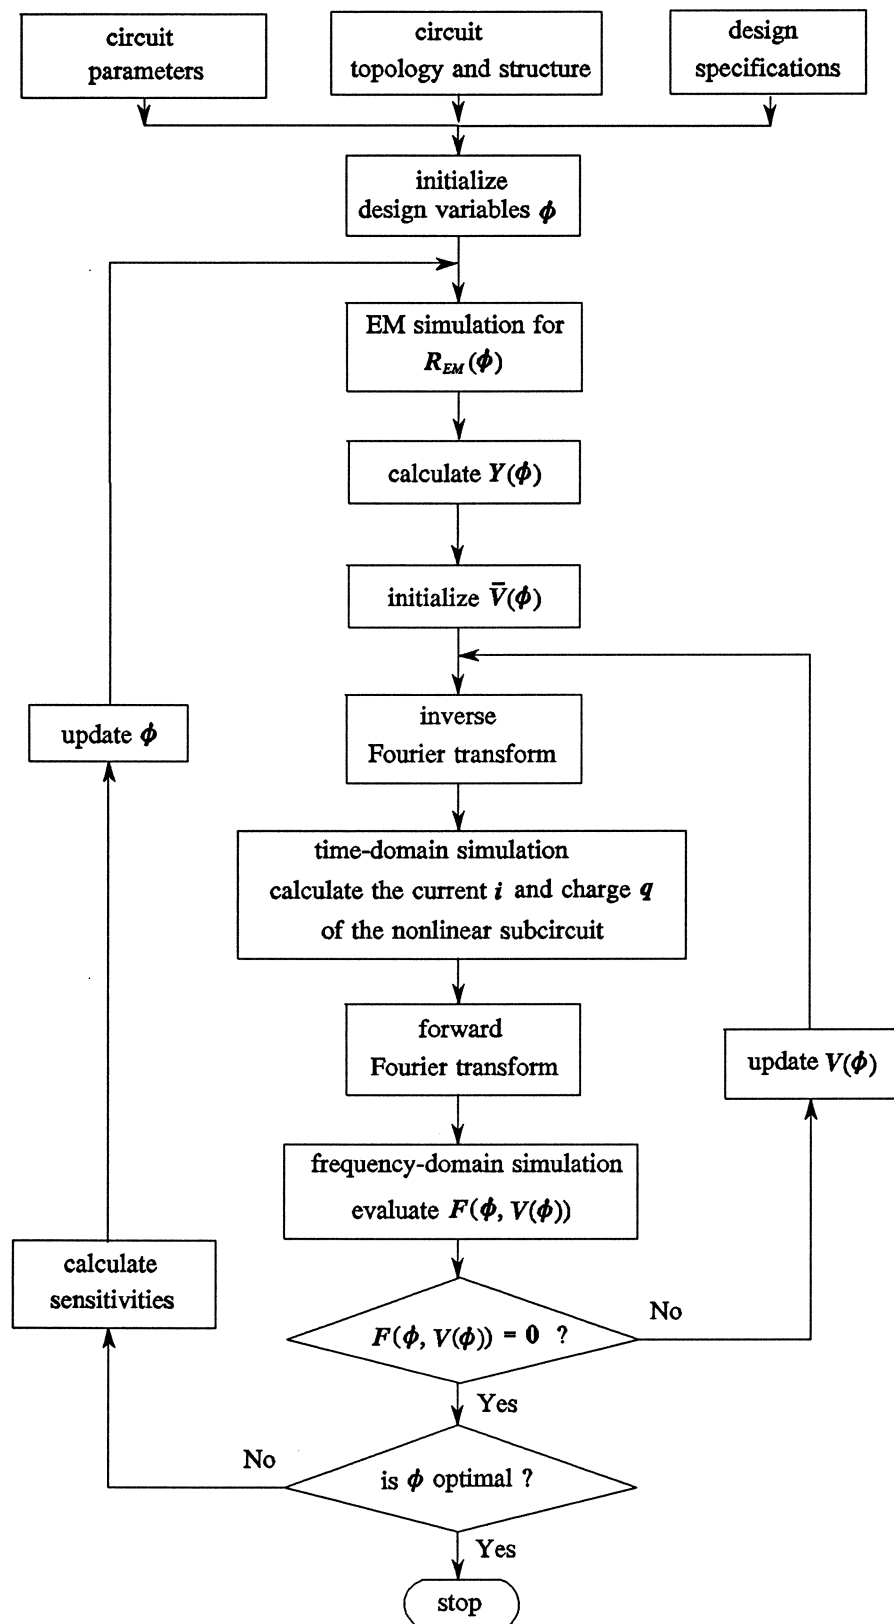 circuit
parameters
circuit
topology and structure
design
specifications
initialize
design variables ϕ
EM simulation for
R_EM(ϕ)
calculate Y(ϕ)
initialize V̄(ϕ)
inverse
Fourier transform
update ϕ
time-domain simulation
calculate the current i and charge q
of the nonlinear subcircuit
forward
Fourier transform
update V(ϕ)
frequency-domain simulation
evaluate F(ϕ, V(ϕ))
calculate
sensitivities
F(ϕ, V(ϕ)) = 0 ?
No
Yes
No
is ϕ optimal ?
Yes
stop